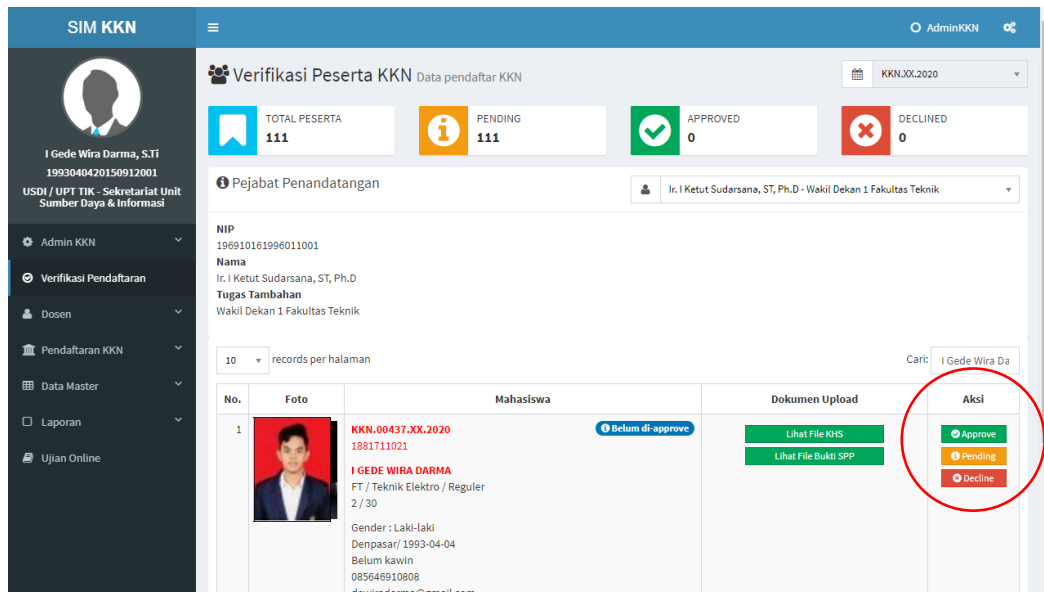 SIM KKN
AdminKKN
I Gede Wira Darma, S.Ti
1993040420150912001
USDI / UPT TIK - Sekretariat Unit
Sumber Daya & Informasi
Admin KKN
Verifikasi Pendaftaran
Dosen
Pendaftaran KKN
Data Master
Laporan
Ujian Online
Verifikasi Peserta KKN Data pendaftar KKN
KKN.XX.2020
TOTAL PESERTA
111
PENDING
111
APPROVED
0
DECLINED
0
Pejabat Penandatangan
Ir. I Ketut Sudarsana, ST, Ph.D - Wakil Dekan 1 Fakultas Teknik
NIP
196910161996011001
Nama
Ir. I Ketut Sudarsana, ST, Ph.D
Tugas Tambahan
Wakil Dekan 1 Fakultas Teknik
10 records per halaman
Cari: I Gede Wira Da
No. Foto Mahasiswa Dokumen Upload Aksi
1
KKN.00437.XX.2020
Belum di-approve
1881711021
I GEDE WIRA DARMA
FT / Teknik Elektro / Reguler
2 / 30
Gender : Laki-laki
Denpasar/ 1993-04-04
Belum kawin
085646910808
Lihat File KHS
Lihat File Bukti SPP
Approve
Pending
Decline